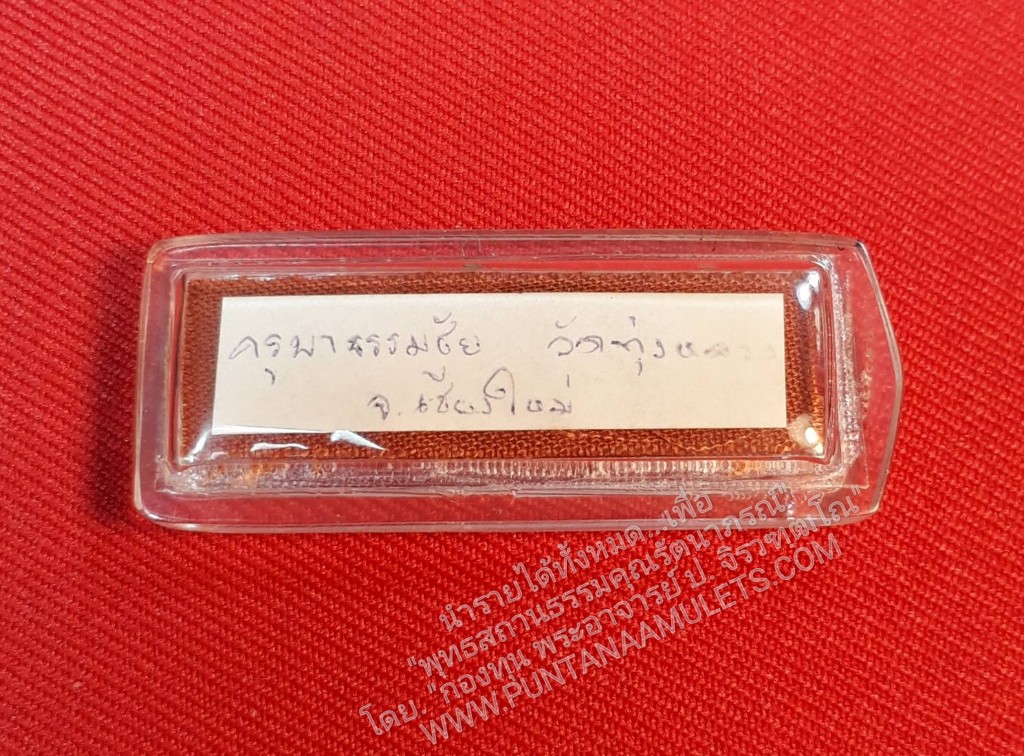 ครูบาธรรมชัย วัดทุ่งหลวง
จ. เชียงใหม่
นำรายได้ทั้งหมด...เพื่อ
"พุทธสถานธรรมคุณรัตนาภรณ์"
โดย. "กองทุน พระอาจารย์ ป. จิรวฑฒโณ"
WWW.PUNTANAAMULETS.COM